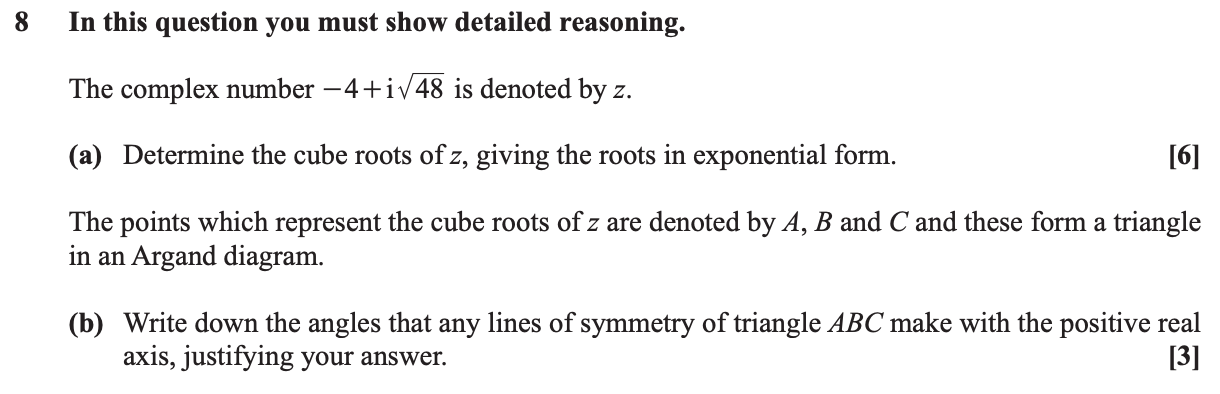 8 In this question you must show detailed reasoning.
The complex number −4+i√48 is denoted by z.
(a) Determine the cube roots of z, giving the roots in exponential form. [6]
The points which represent the cube roots of z are denoted by A, B and C and these form a triangle
in an Argand diagram.
(b) Write down the angles that any lines of symmetry of triangle ABC make with the positive real
axis, justifying your answer. [3]